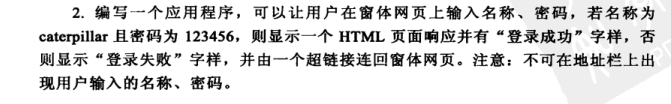 2. 编写一个应用程序，可以让用户在窗体网页上输入名称、密码，若名称为
caterpillar 且密码为 123456，则显示一个 HTML 页面响应并有“登录成功”字样，否
则显示“登录失败”字样，并由一个超链接连回窗体网页。注意：不可在地址栏上出
现用户输入的名称、密码。